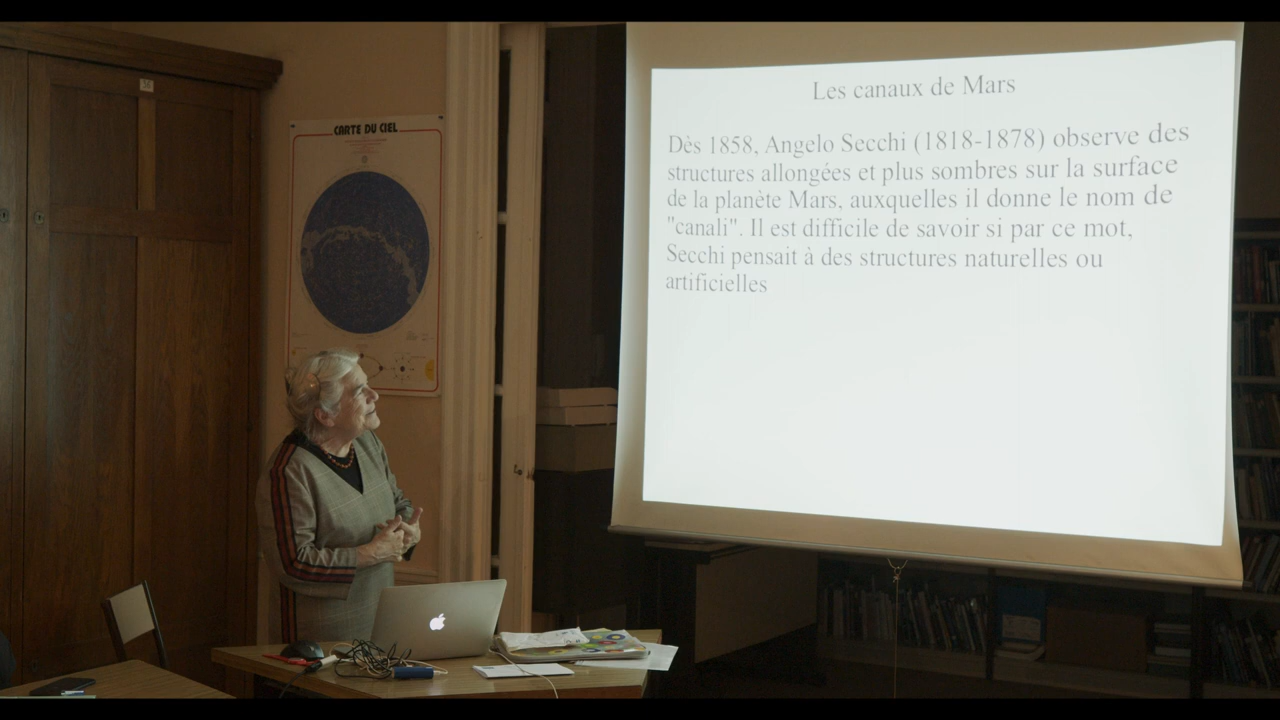 CARTE DU CIEL
Les canaux de Mars
Dès 1858, Angelo Secchi (1818-1878) observe des
structures allongées et plus sombres sur la surface
de la planète Mars, auxquelles il donne le nom de
"canali". Il est difficile de savoir si par ce mot,
Secchi pensait à des structures naturelles ou
artificielles